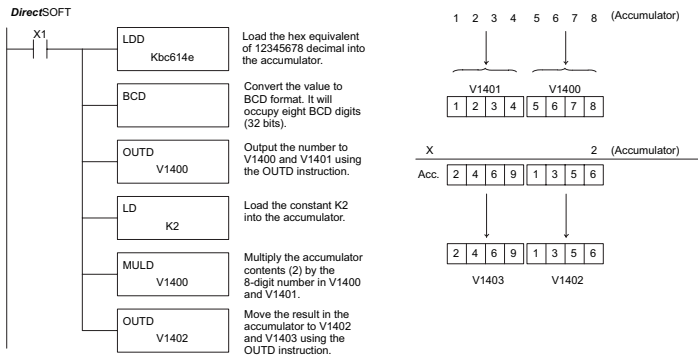 DirectSOFT
X1
LDD
Kbc614e
Load the hex equivalent
of 12345678 decimal into
the accumulator.
BCD
Convert the value to
BCD format. It will
occupy eight BCD digits
(32 bits).
OUTD
V1400
Output the number to
V1400 and V1401 using
the OUTD instruction.
LD
K2
Load the constant K2
into the accumulator.
MULD
V1400
Multiply the accumulator
contents (2) by the
8-digit number in V1400
and V1401.
OUTD
V1402
Move the result in the
accumulator to V1402
and V1403 using the
OUTD instruction.
1 2 3 4 5 6 7 8 (Accumulator)
V1401 V1400
1 2 3 4 5 6 7 8
X 2 (Accumulator)
Acc. 2 4 6 9 1 3 5 6
2 4 6 9 1 3 5 6
V1403 V1402